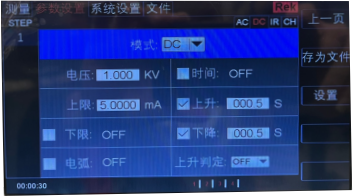 测量 参数设置 系统设置 文件 Rek
STEP AC DC IR CH 上一页
1
模式: DC
存为文件
电压: 1.000 KV 时间: OFF
设置
上限: 5.0000 mA 上升: 000.5 S
下限: OFF 下降: 000.5 S
电弧: OFF 上升判定: OFF
00:00:30